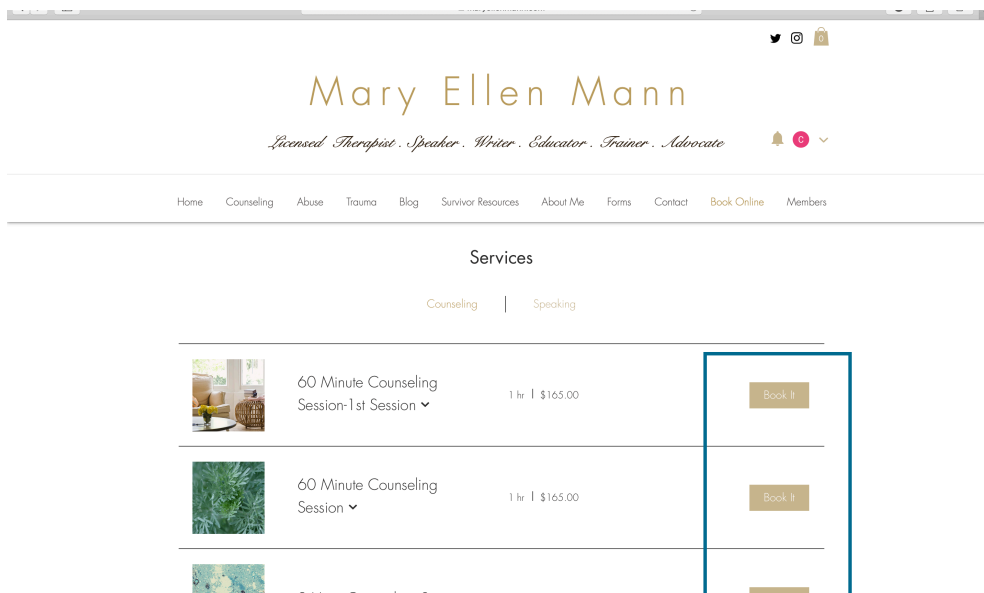 0
Mary Ellen Mann
Licensed Therapist . Speaker . Writer . Educator . Trainer . Advocate
C
Home Counseling Abuse Trauma Blog Survivor Resources About Me Forms Contact Book Online Members
Services
Counseling | Speaking
60 Minute Counseling
Session-1st Session
1 hr | $165.00
Book It
60 Minute Counseling
Session
1 hr | $165.00
Book It